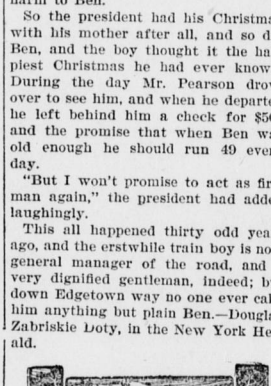 harm to Ben.
So the president had his Christma
with his mother after all, and so d
Ben, and the boy thought it the ha
piest Christmas he had ever know
During the day Mr. Pearson drov
over to see him, and when he departe
he left behind him a check for $50
and the promise that when Ben wa
old enough he should run 49 ever
day.
"But I won't promise to act as fir
man again," the president had adde
laughingly.
This all happened thirty odd yea
ago, and the erstwhile train boy is no
general manager of the road, and
very dignified gentleman, indeed; b
down Edgetown way no one ever cal
him anything but plain Ben.—Dougla
Zabriskie Doty, in the New York He
ald.